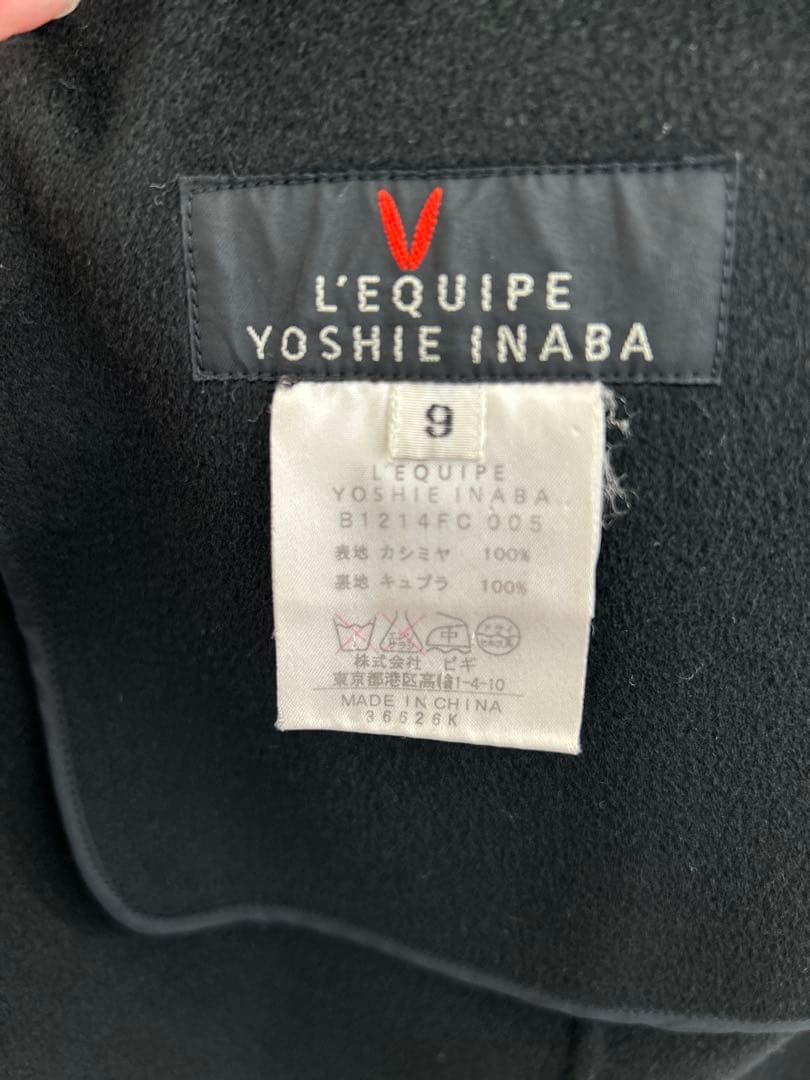 L'EQUIPE
YOSHIE INABA
9
L'EQUIPE
YOSHIE INABA
B1214FC 005
表地 カシミヤ 100%
裏地 キュプラ 100%
中
株式会社 ビギ
東京都港区高輪1-4-10
MADE IN CHINA
36526K